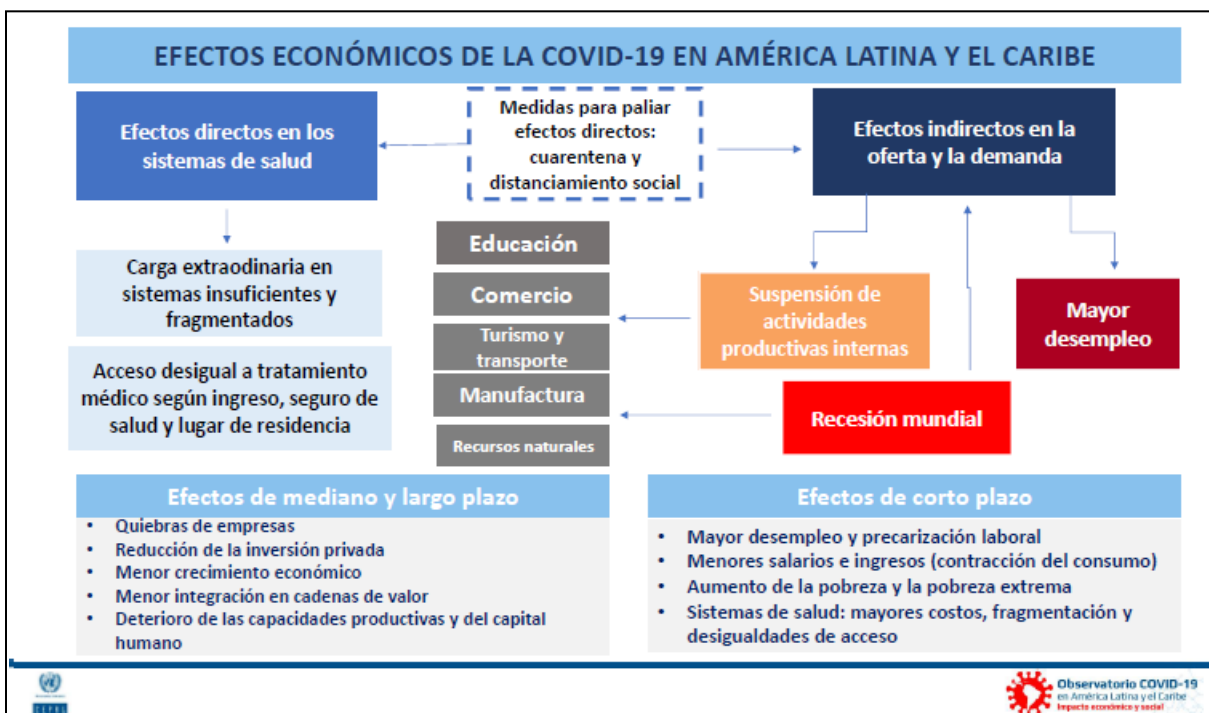 EFECTOS ECONÓMICOS DE LA COVID-19 EN AMÉRICA LATINA Y EL CARIBE
Efectos directos en los
sistemas de salud
Medidas para paliar
efectos directos:
cuarentena y
distanciamiento social
Efectos indirectos en la
oferta y la demanda
Carga extraodinaria en
sistemas insuficientes y
fragmentados
Acceso desigual a tratamiento
médico según ingreso, seguro de
salud y lugar de residencia
Educación
Comercio
Turismo y
transporte
Manufactura
Recursos naturales
Suspensión de
actividades
productivas internas
Mayor
desempleo
Recesión mundial
Efectos de mediano y largo plazo
• Quiebras de empresas
• Reducción de la inversión privada
• Menor crecimiento económico
• Menor integración en cadenas de valor
• Deterioro de las capacidades productivas y del capital
humano
Efectos de corto plazo
• Mayor desempleo y precarización laboral
• Menores salarios e ingresos (contracción del consumo)
• Aumento de la pobreza y la pobreza extrema
• Sistemas de salud: mayores costos, fragmentación y
desigualdades de acceso
Observatorio COVID-19
en América Latina y el Caribe
Impacto económico y social